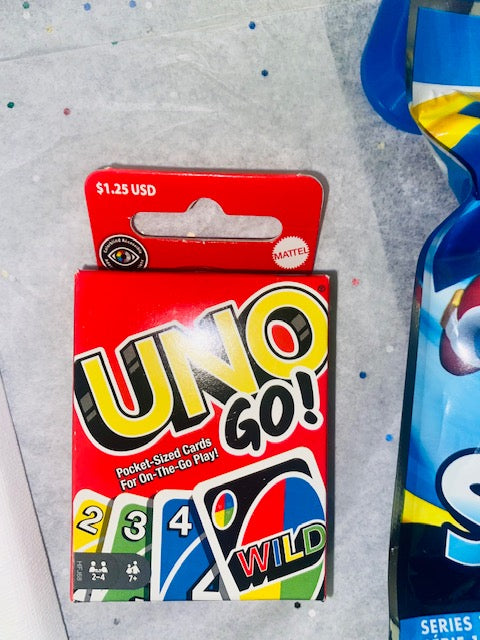 $1.25 USD
MATTEL
UNO
GO!
Pocket-Sized Cards
For On-The-Go Play!
2
3
4
WILD
2-4
7+
SERIES